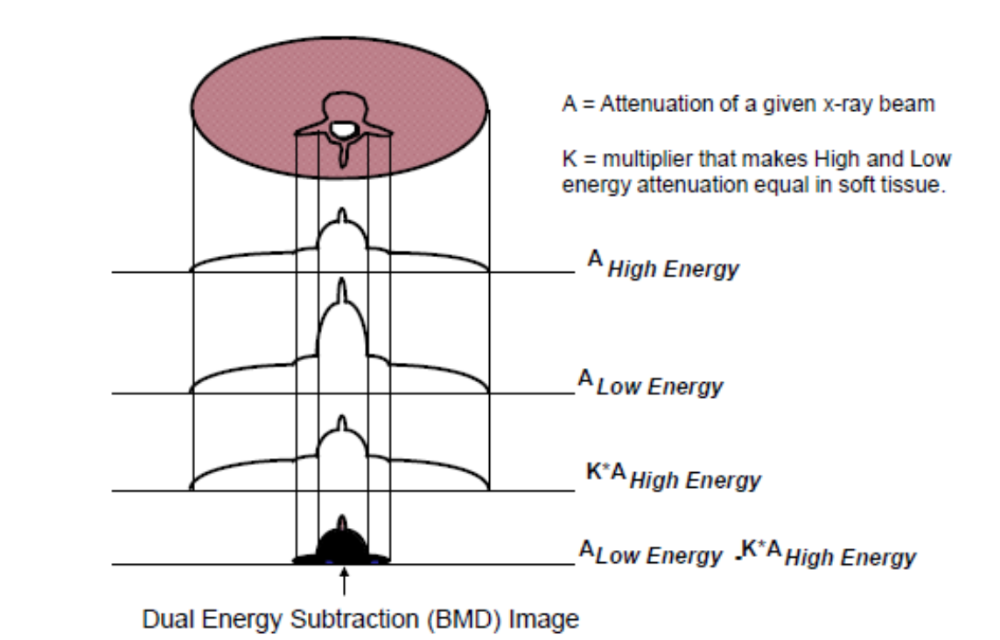 A = Attenuation of a given x-ray beam
K = multiplier that makes High and Low
energy attenuation equal in soft tissue.
A High Energy
A Low Energy
K*A High Energy
A Low Energy - K*A High Energy
Dual Energy Subtraction (BMD) Image